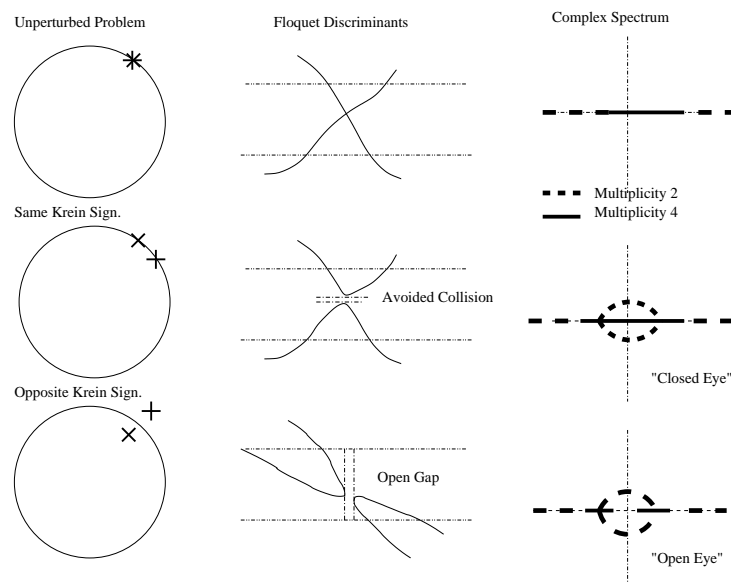 Unperturbed Problem
Floquet Discriminants
Complex Spectrum
Multiplicity 2
Multiplicity 4
Same Krein Sign.
Avoided Collision
"Closed Eye"
Opposite Krein Sign.
Open Gap
"Open Eye"